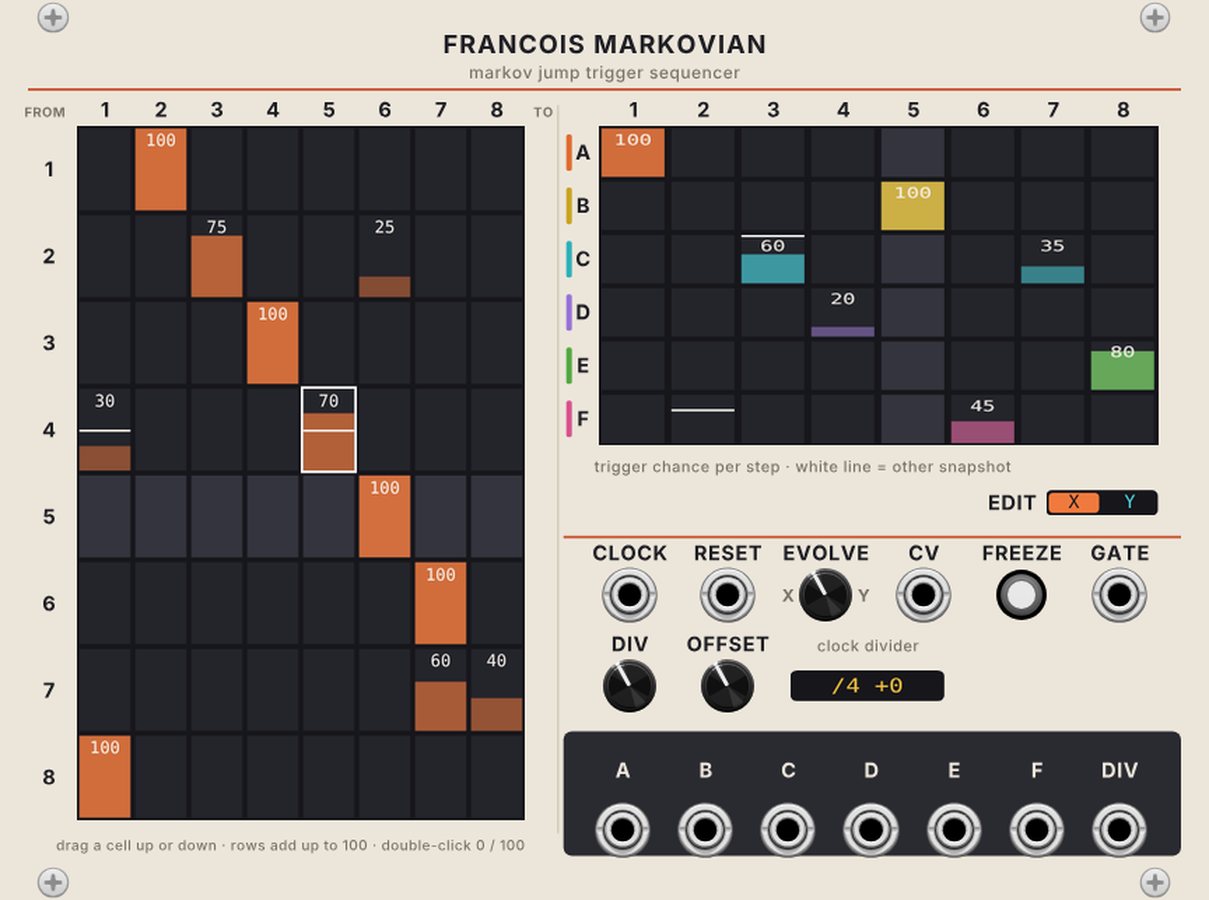 FRANCOIS MARKOVIAN
markov jump trigger sequencer
FROM 1 2 3 4 5 6 7 8 TO
1 100
2 75 25
3 100
4 30 70
5 100
6 100
7 60 40
8 100
drag a cell up or down · rows add up to 100 · double-click 0 / 100
1 2 3 4 5 6 7 8
A 100
B 100
C 60 35
D 20
E 80
F 45
trigger chance per step · white line = other snapshot
EDIT X Y
CLOCK RESET EVOLVE CV FREEZE GATE
X Y
DIV OFFSET clock divider
/4 +0
A B C D E F DIV